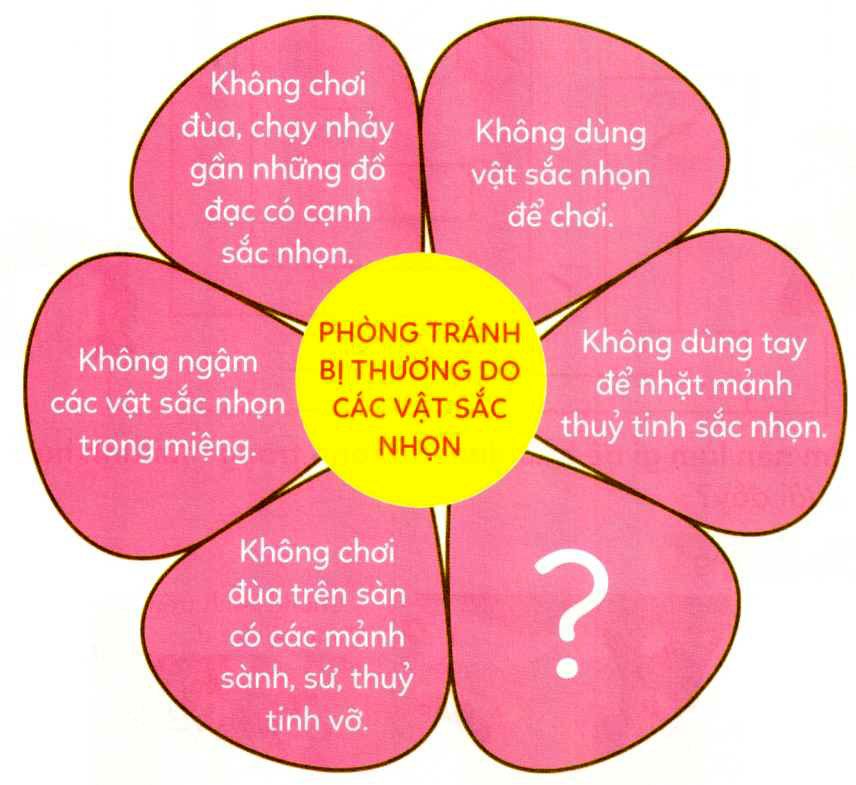 Không chơi
đùa, chạy nhảy
gần những đồ
đạc có cạnh
sắc nhọn.
Không dùng
vật sắc nhọn
để chơi.
Không ngậm
các vật sắc nhọn
trong miệng.
PHÒNG TRÁNH
BỊ THƯƠNG DO
CÁC VẬT SẮC
NHỌN
Không dùng tay
để nhặt mảnh
thuỷ tinh sắc nhọn.
Không chơi
đùa trên sàn
có các mảnh
sành, sứ, thuỷ
tinh vỡ.
?